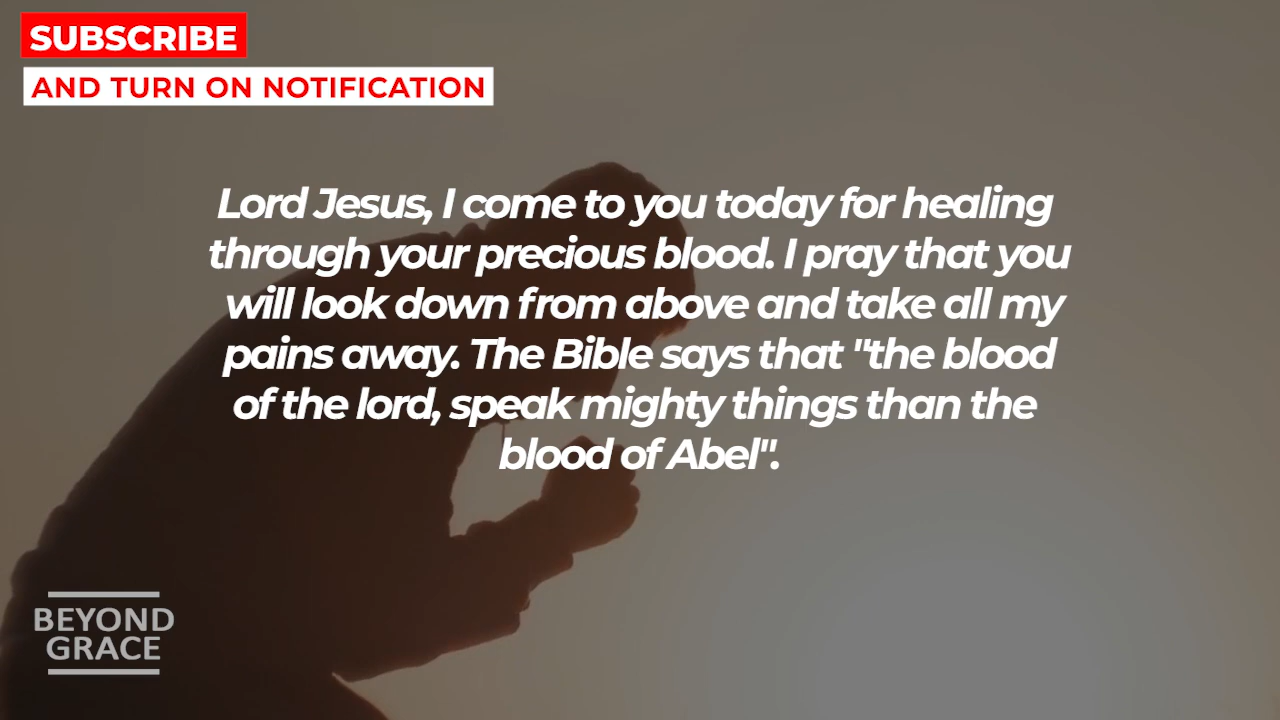 SUBSCRIBE
AND TURN ON NOTIFICATION
Lord Jesus, I come to you today for healing
through your precious blood. I pray that you
will look down from above and take all my
pains away. The Bible says that "the blood
of the lord, speak mighty things than the
blood of Abel".
BEYOND
GRACE